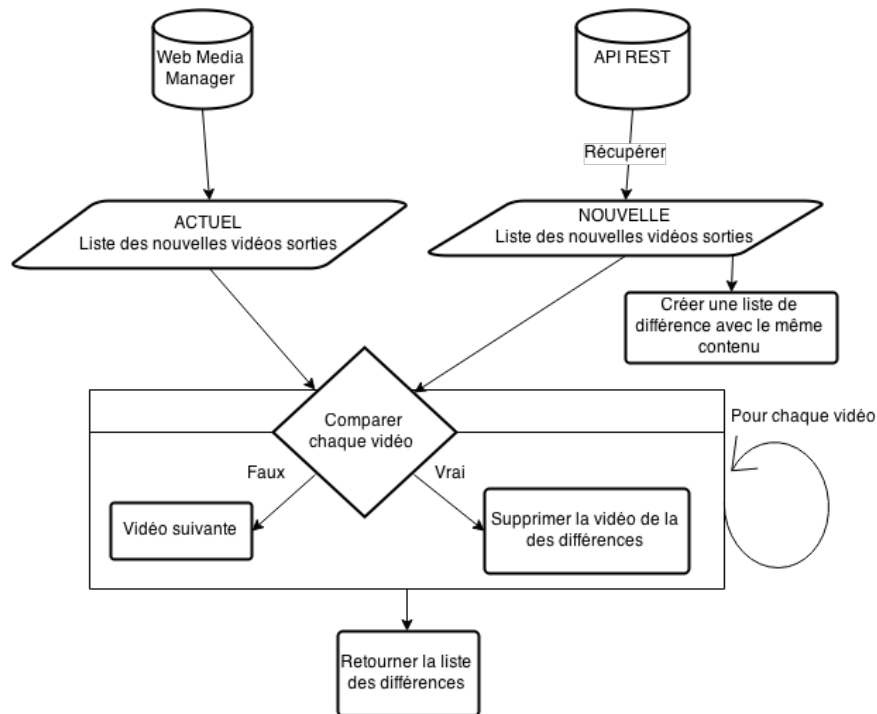 Web Media
Manager
API REST
Récupérer
ACTUEL
Liste des nouvelles vidéos sorties
NOUVELLE
Liste des nouvelles vidéos sorties
Créer une liste de
différence avec le même
contenu
Comparer
chaque vidéo
Pour chaque vidéo
Faux
Vrai
Vidéo suivante
Supprimer la vidéo de la
des différences
Retourner la liste
des différences